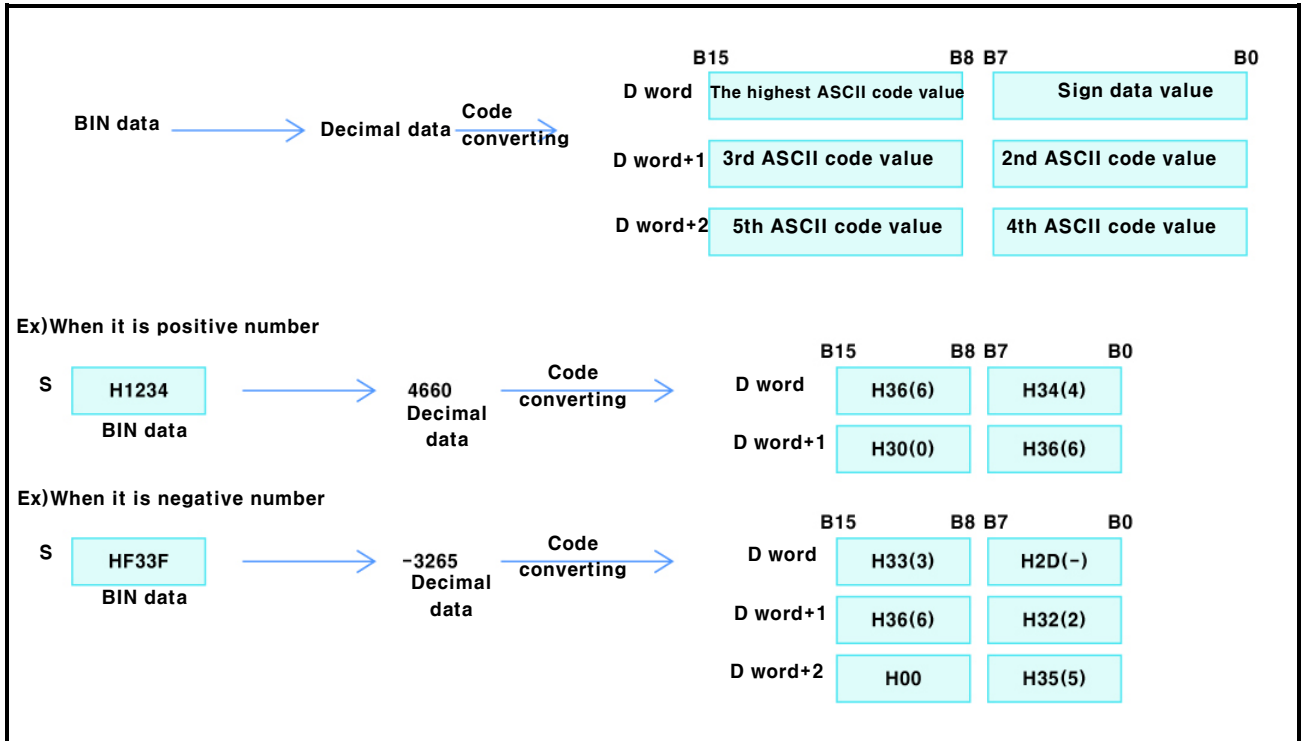 B15 B8 B7 B0
D word The highest ASCII code value Sign data value
BIN data Decimal data Code converting
D word+1 3rd ASCII code value 2nd ASCII code value
D word+2 5th ASCII code value 4th ASCII code value
Ex)When it is positive number
B15 B8 B7 B0
S H1234 4660 Code converting D word H36(6) H34(4)
BIN data Decimal data D word+1 H30(0) H36(6)
Ex)When it is negative number
B15 B8 B7 B0
S HF33F -3265 Code converting D word H33(3) H2D(-)
BIN data Decimal data D word+1 H36(6) H32(2)
D word+2 H00 H35(5)